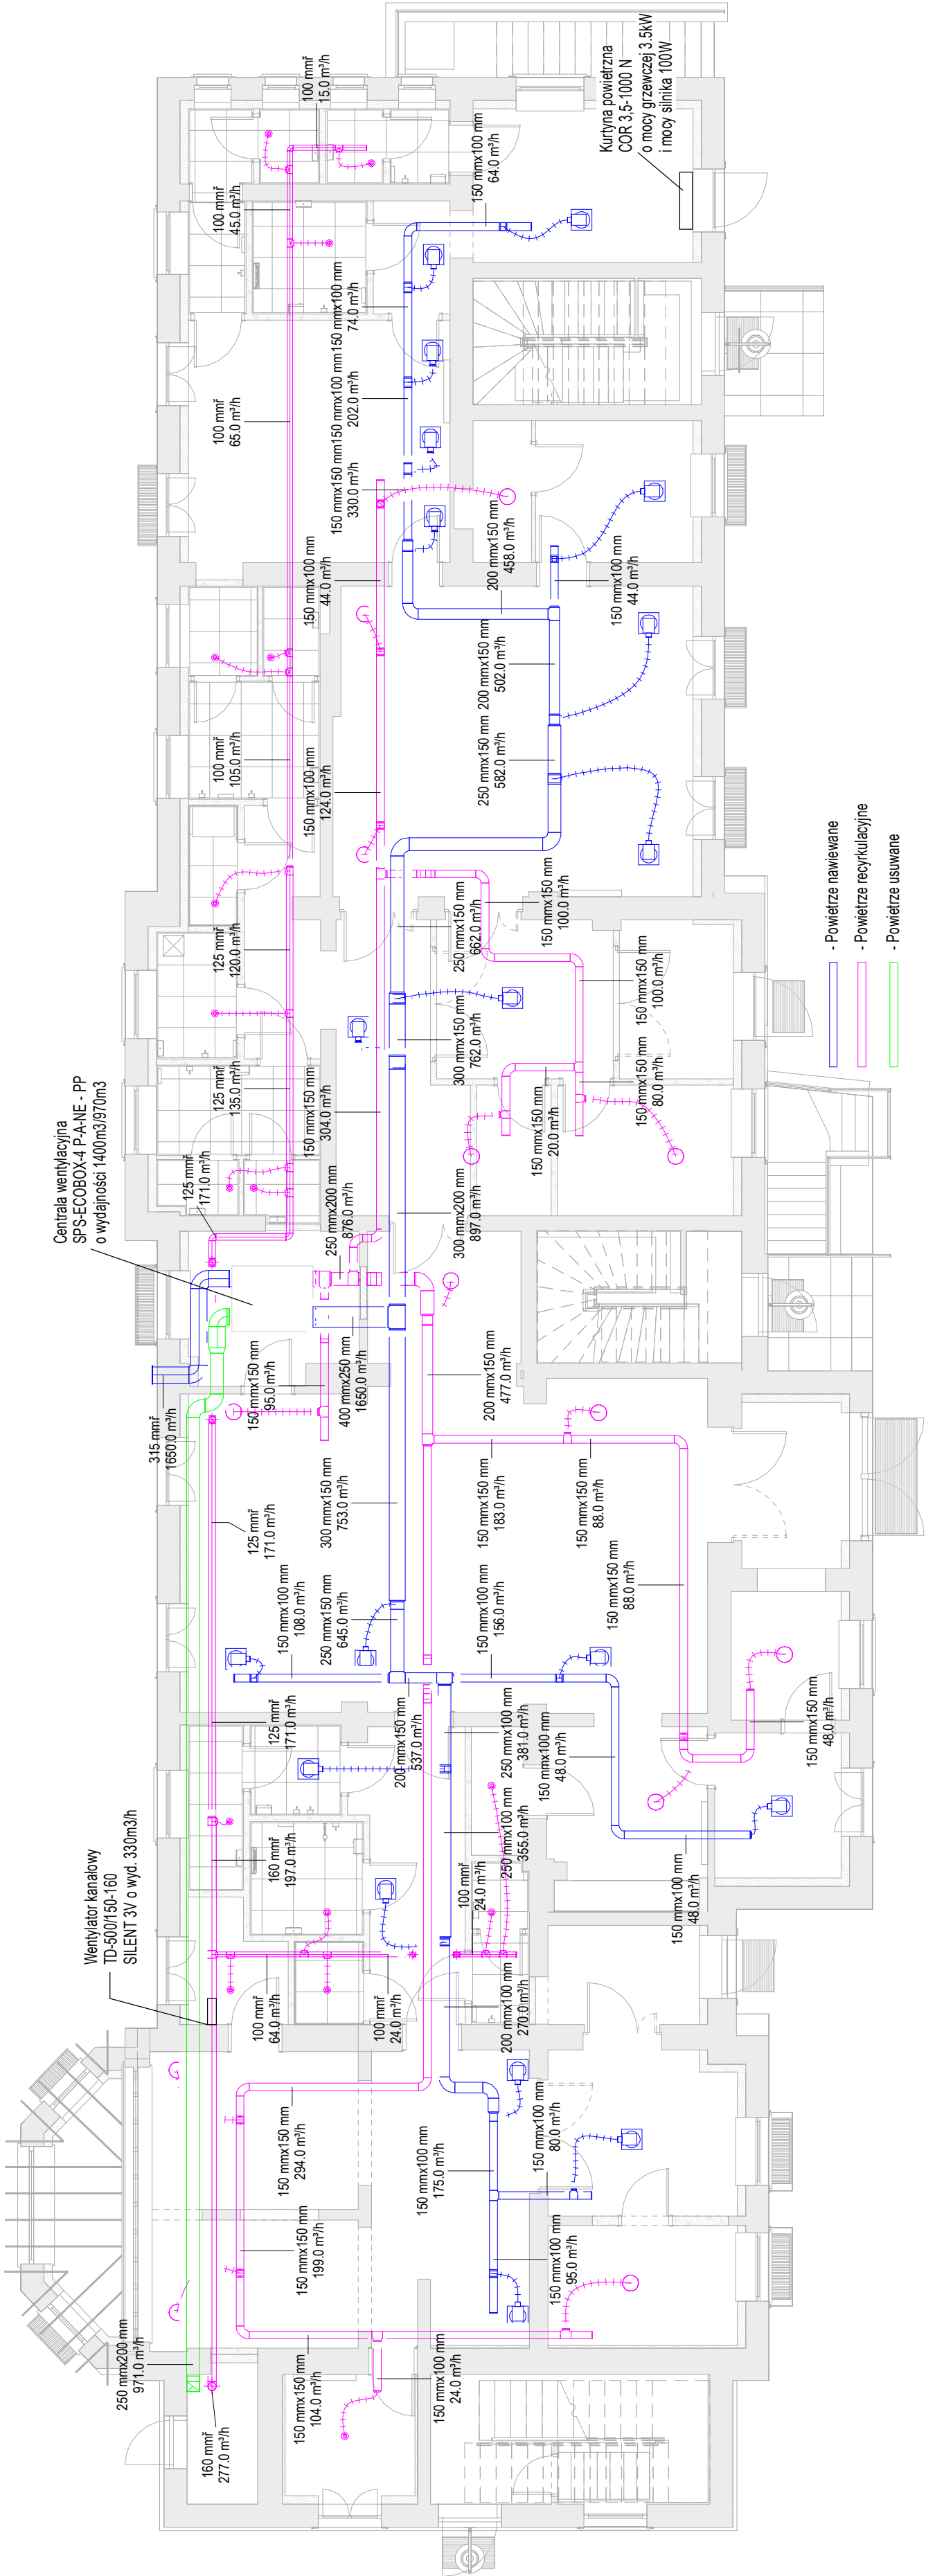 Centrala wentylacyjna
SPS-ECOBOX-4 P-A-NE - PP
o wydajności 1400m3/970m3
Wentylator kanałowy
TD-500/150-160
SILENT 3V o wyd. 330m3/h
Kurtyna powietrzna
COR 3,5-1000 N
o mocy grzewczej 3.5kW
i mocy silnika 100W
250 mmx200 mm
971.0 m³/h
160 mmř
277.0 m³/h
100 mmř
64.0 m³/h
160 mmř
197.0 m³/h
125 mmř
171.0 m³/h
150 mmx100 mm
108.0 m³/h
125 mmř
171.0 m³/h
315 mmř
1650.0 m³/h
125 mmř
171.0 m³/h
125 mmř
135.0 m³/h
125 mmř
120.0 m³/h
100 mmř
105.0 m³/h
100 mmř
65.0 m³/h
100 mmř
45.0 m³/h
100 mmř
15.0 m³/h
150 mmx150 mm
104.0 m³/h
150 mmx150 mm
199.0 m³/h
150 mmx150 mm
294.0 m³/h
100 mmř
24.0 m³/h
200 mmx150 mm
537.0 m³/h
250 mmx150 mm
645.0 m³/h
300 mmx150 mm
753.0 m³/h
150 mmx150 mm
95.0 m³/h
400 mmx250 mm
1650.0 m³/h
250 mmx200 mm
876.0 m³/h
150 mmx150 mm
304.0 m³/h
150 mmx100 mm
124.0 m³/h
150 mmx100 mm
44.0 m³/h
150 mmx150 mm
330.0 m³/h
150 mmx100 mm
202.0 m³/h
150 mmx100 mm
74.0 m³/h
150 mmx100 mm
64.0 m³/h
150 mmx100 mm
24.0 m³/h
150 mmx100 mm
175.0 m³/h
200 mmx100 mm
270.0 m³/h
100 mmř
24.0 m³/h
250 mmx100 mm
355.0 m³/h
250 mmx100 mm
381.0 m³/h
150 mmx100 mm
156.0 m³/h
150 mmx150 mm
183.0 m³/h
200 mmx150 mm
477.0 m³/h
300 mmx200 mm
897.0 m³/h
300 mmx150 mm
762.0 m³/h
250 mmx150 mm
662.0 m³/h
250 mmx150 mm
582.0 m³/h
200 mmx150 mm
502.0 m³/h
200 mmx150 mm
458.0 m³/h
150 mmx100 mm
95.0 m³/h
150 mmx100 mm
80.0 m³/h
150 mmx100 mm
48.0 m³/h
150 mmx150 mm
88.0 m³/h
150 mmx150 mm
20.0 m³/h
150 mmx150 mm
100.0 m³/h
150 mmx100 mm
44.0 m³/h
150 mmx100 mm
48.0 m³/h
150 mmx150 mm
88.0 m³/h
150 mmx150 mm
80.0 m³/h
150 mmx150 mm
100.0 m³/h
150 mmx150 mm
48.0 m³/h
- Powietrze nawiewane
- Powietrze recyrkulacyjne
- Powietrze usuwane